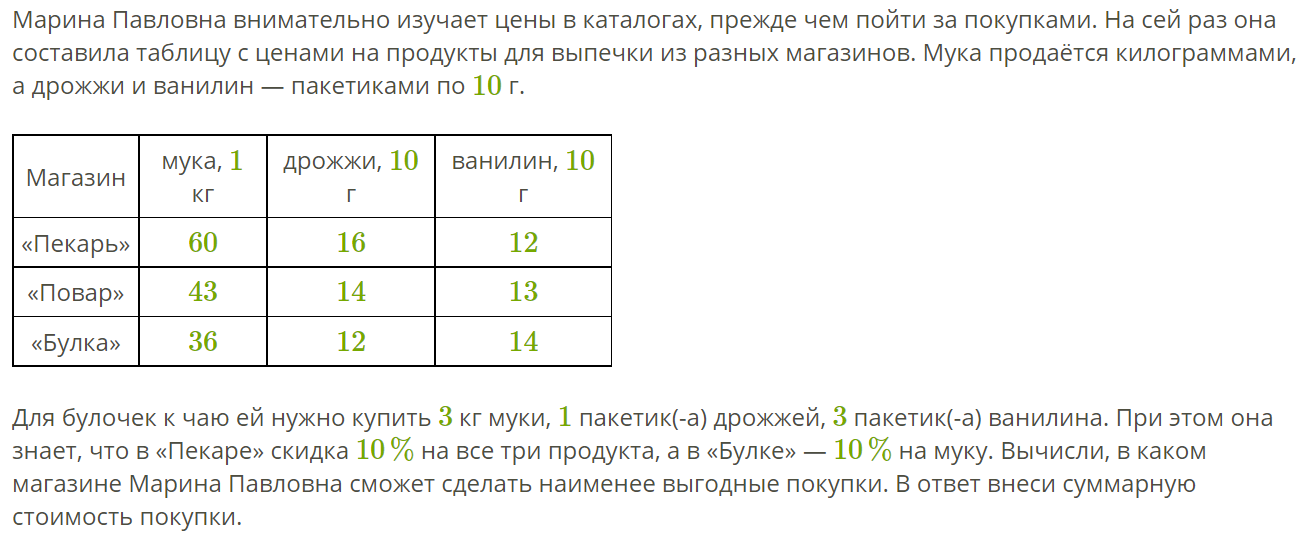 Марина Павловна внимательно изучает цены в каталогах, прежде чем пойти за покупками. На сей раз она
составила таблицу с ценами на продукты для выпечки из разных магазинов. Мука продаётся килограммами,
а дрожжи и ванилин — пакетиками по 10 г.
Магазин мука, 1 кг дрожжи, 10 г ванилин, 10 г
«Пекарь» 60 16 12
«Повар» 43 14 13
«Булка» 36 12 14
Для булочек к чаю ей нужно купить 3 кг муки, 1 пакетик(-а) дрожжей, 3 пакетик(-а) ванилина. При этом она
знает, что в «Пекаре» скидка 10 % на все три продукта, а в «Булке» — 10 % на муку. Вычисли, в каком
магазине Марина Павловна сможет сделать наименее выгодные покупки. В ответ внеси суммарную
стоимость покупки.